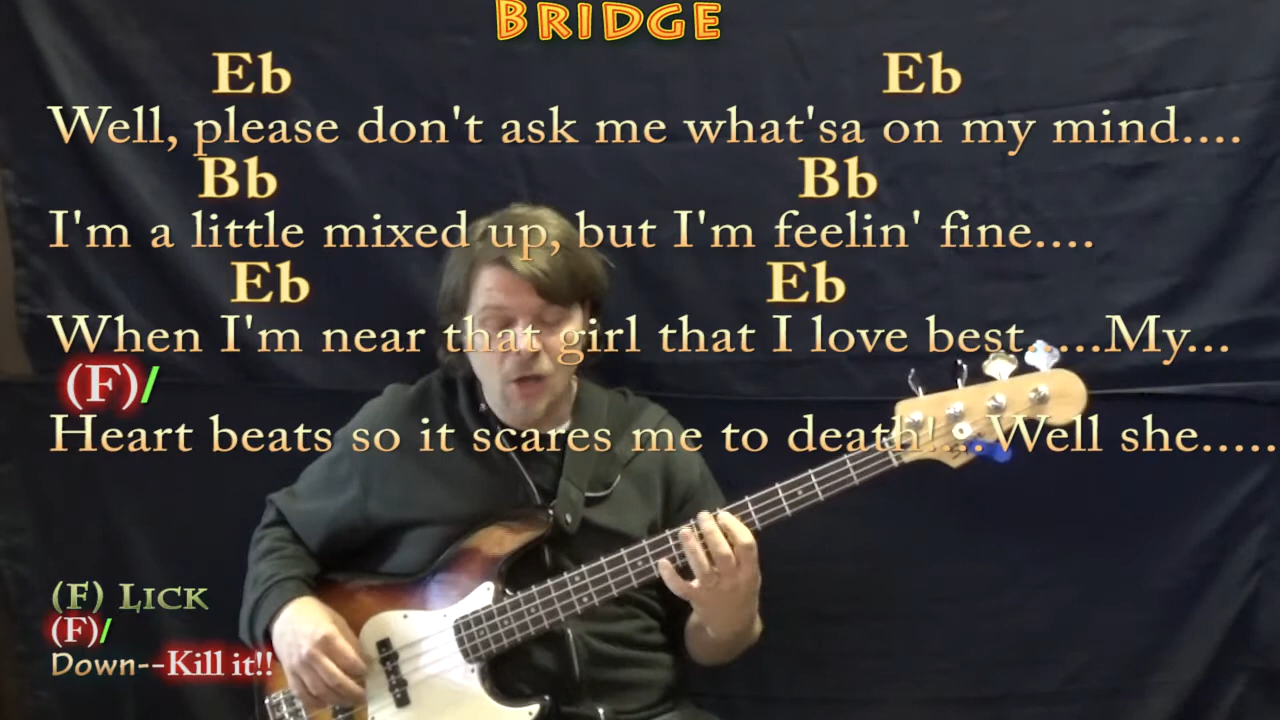 BRIDGE
Eb Eb
Well, please don't ask me what'sa on my mind....
Bb Bb
I'm a little mixed up, but I'm feelin' fine....
Eb Eb
When I'm near that girl that I love best.....My...
(F)/
Heart beats so it scares me to death!...Well she.....
(F) LICK
(F)/
Down--Kill it!!